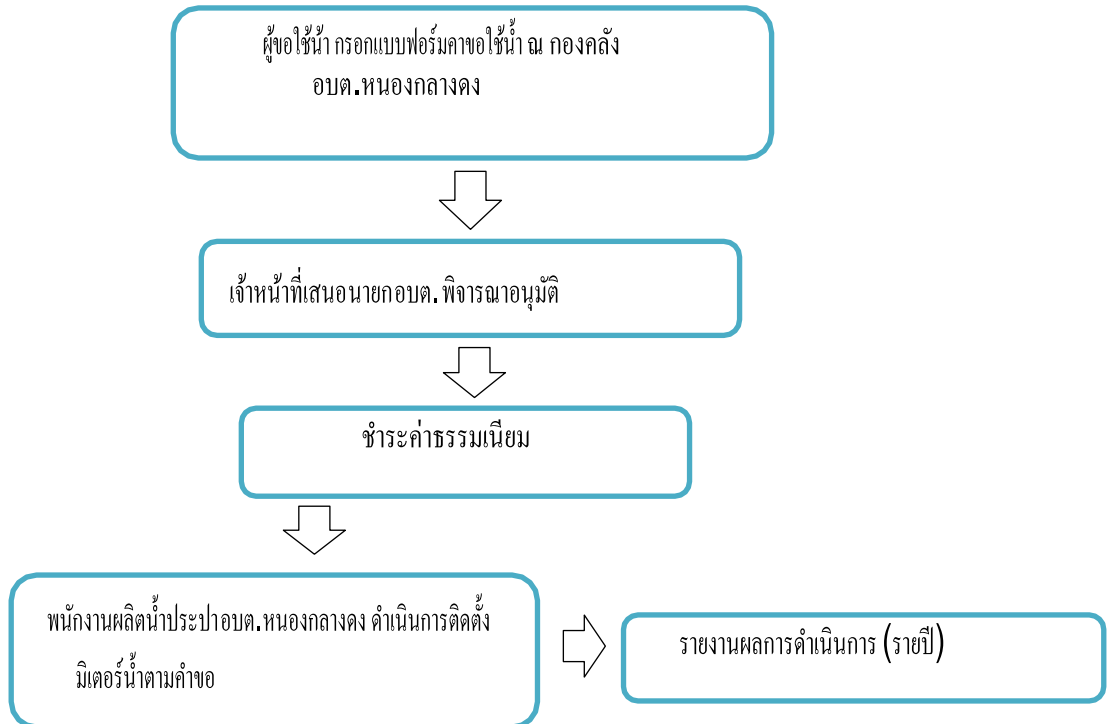 ผู้ขอใช้น้า กรอกแบบฟอร์มคาขอใช้น้ำ ณ กองคลัง
อบต.หนองกลางดง
เจ้าหน้าที่เสนอนายกอบต. พิจารณาอนุมัติ
ชำระค่าธรรมเนียม
พนักงานผลิตน้ำประปาอบต.หนองกลางดง ดำเนินการติดตั้ง
มิเตอร์น้ำตามคำขอ
รายงานผลการดำเนินการ (รายปี)